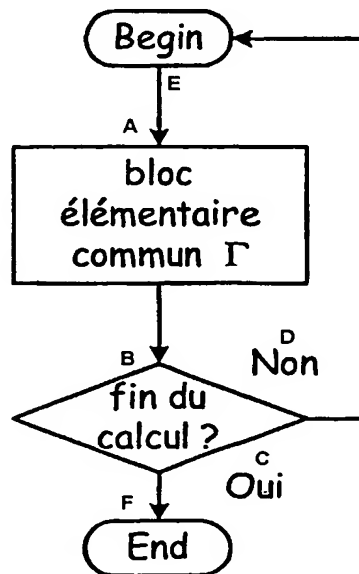 Begin
E
A
bloc
élémentaire
commun Γ
B
D
Non
fin du
calcul ?
C
Oui
F
End